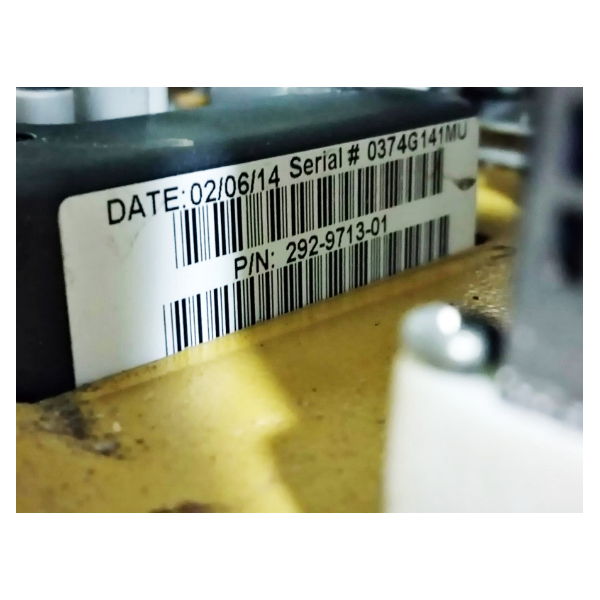 DATE: 02/06/14 Serial # 0374G141MU
P/N: 292-9713-01